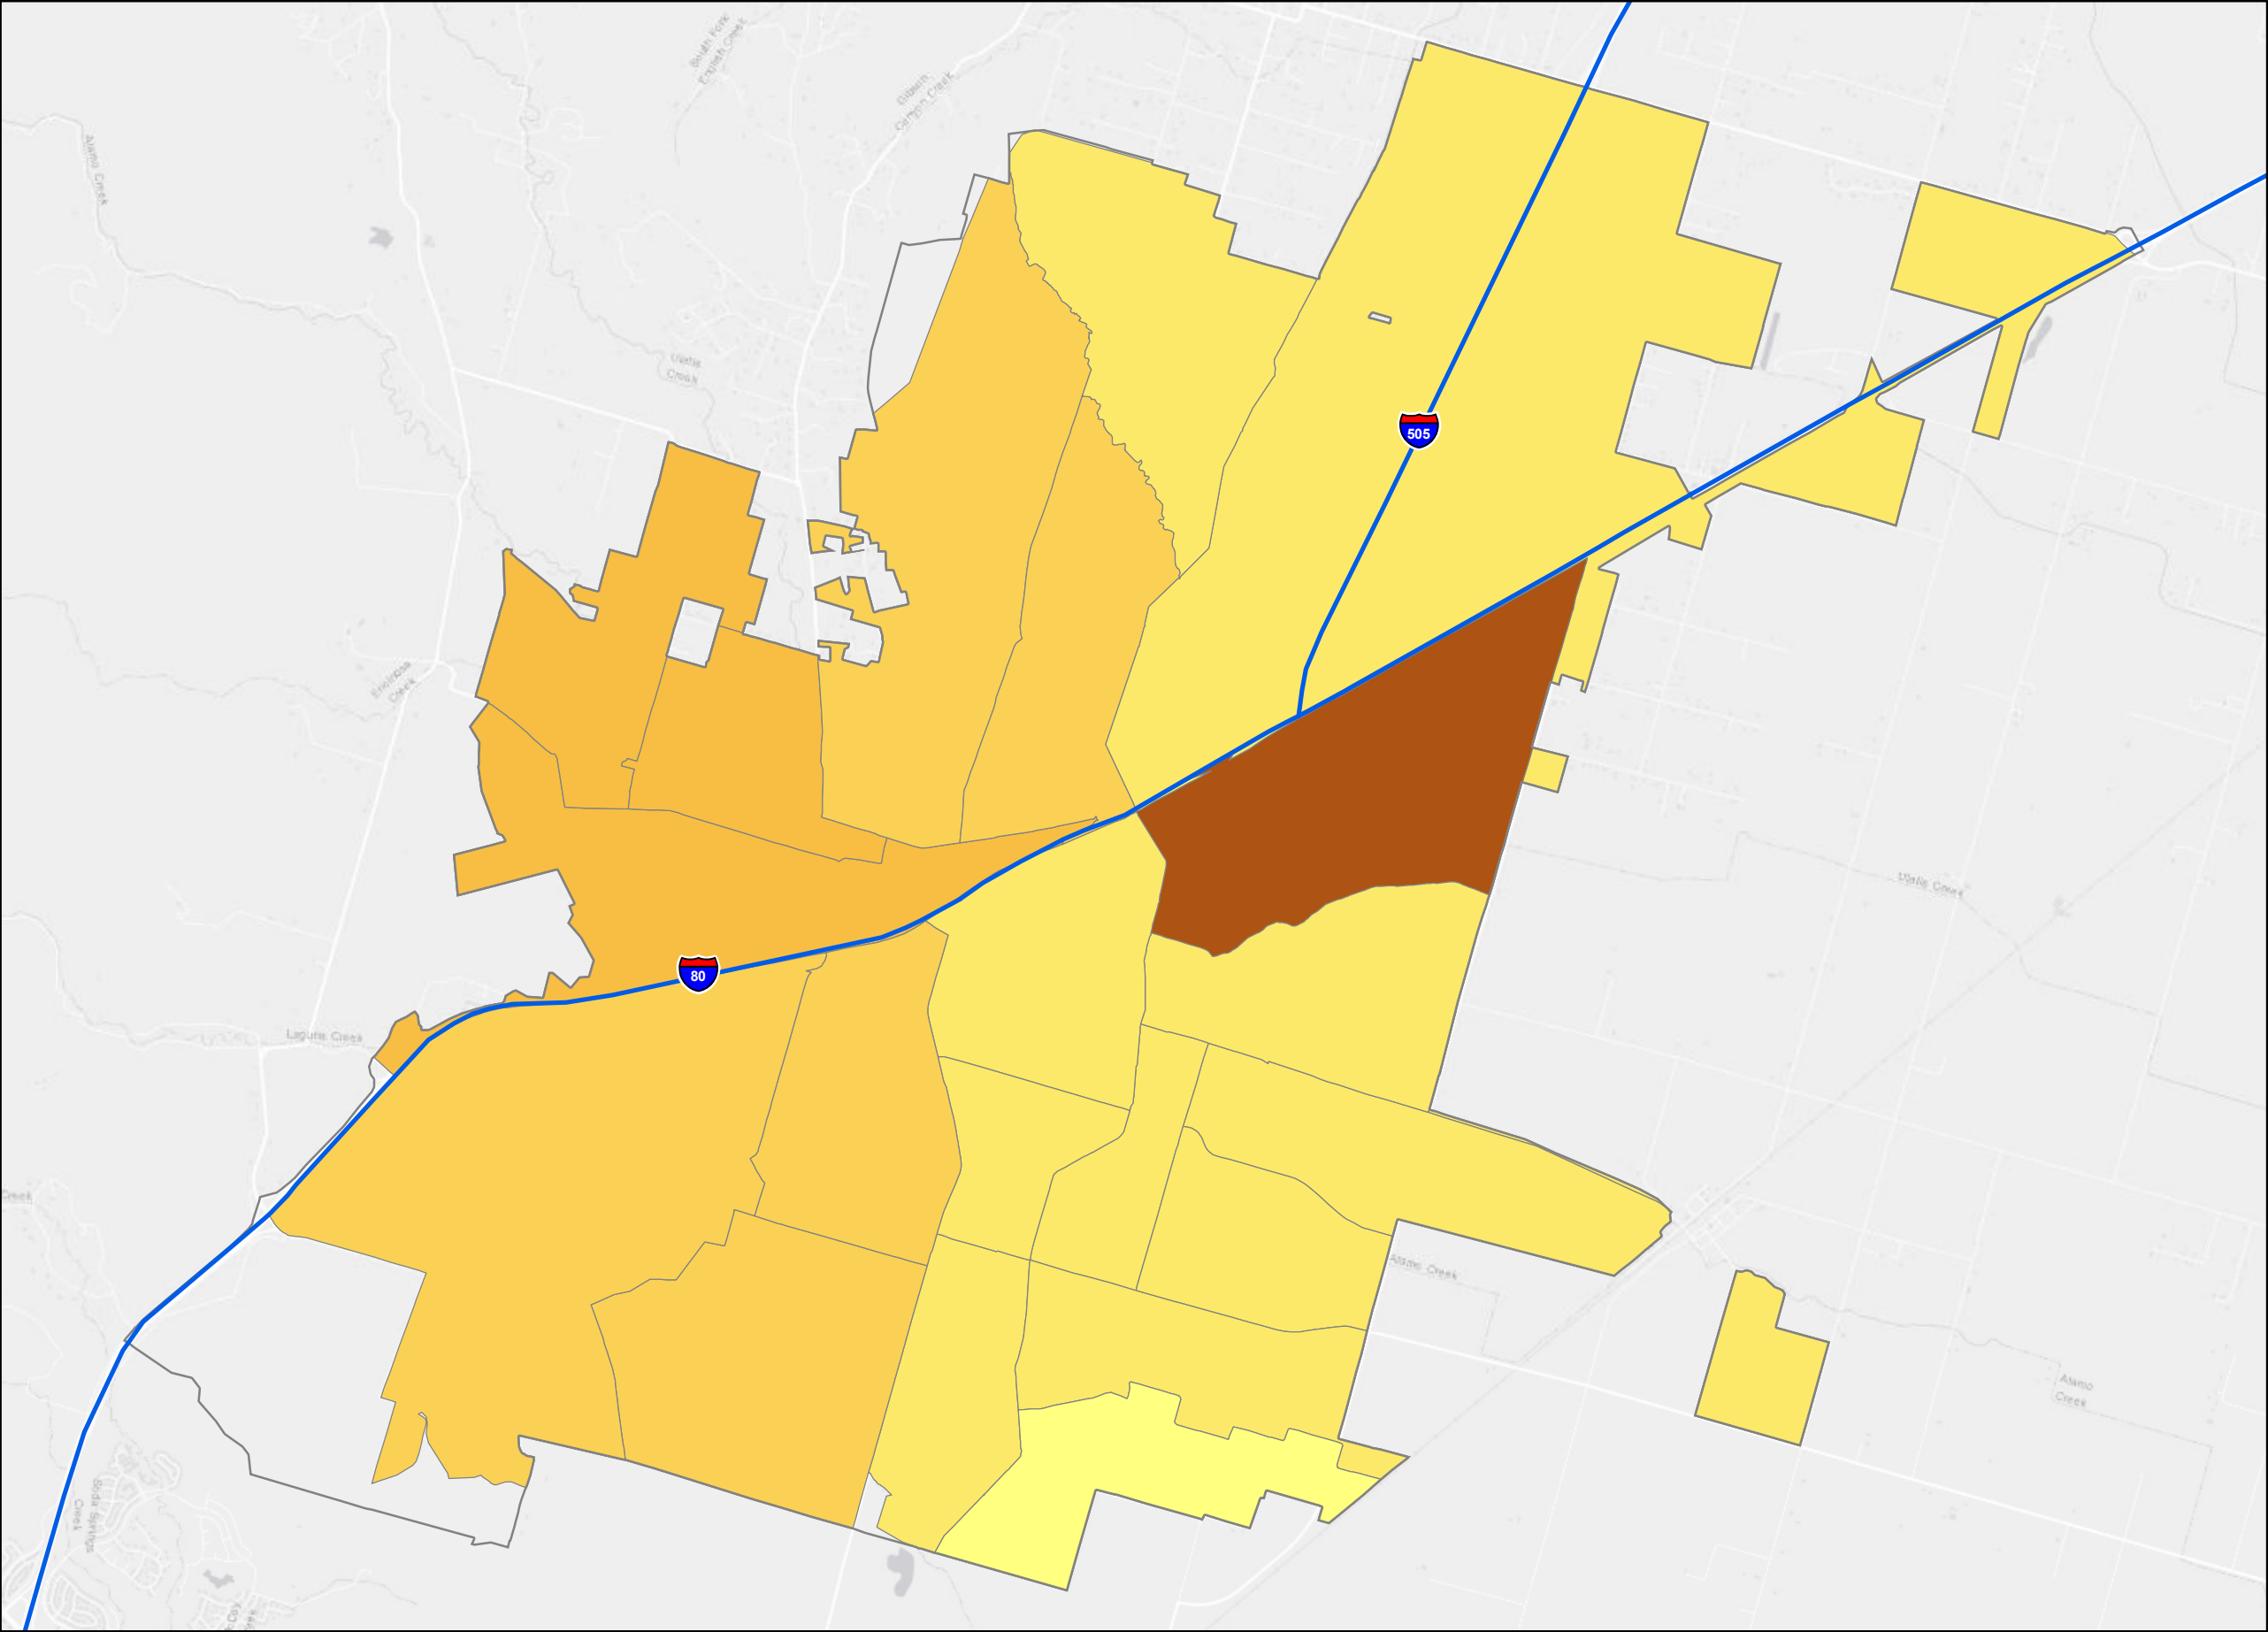 South Fork
English Creek
Gibson
Canyon Creek
Alamo Creek
Ulatis
Creek
505
Encinosa
Creek
Ulatis Creek
80
Laguna Creek
Creek
Alamo Creek
Alamo
Creek
Soda Springs
Creek